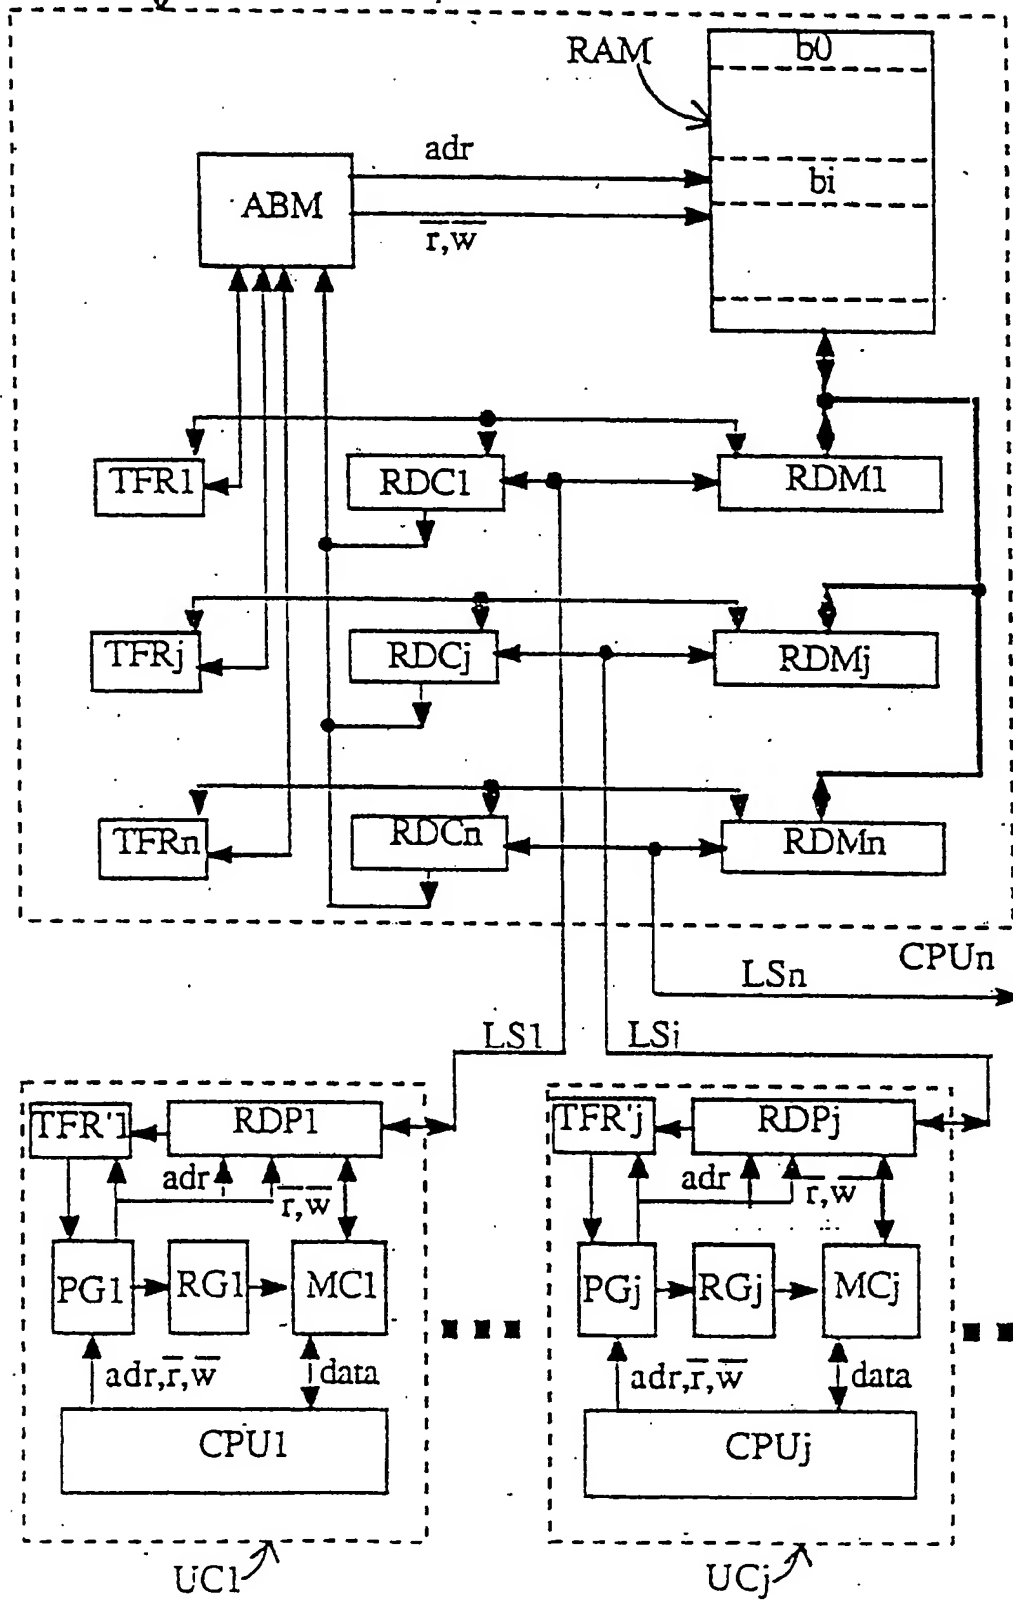 b0
RAM
adr
bi
ABM
r̅,w̅
TFR1
RDC1
RDM1
TFRj
RDCj
RDMj
TFRn
RDCn
RDMn
CPUn
LSn
LS1
LSj
TFR'1
RDP1
TFR'j
RDPj
adr
r̅,w̅
adr
r̅,w̅
PG1
RG1
MC1
PGj
RGj
MCj
adr,r̅,w̅
data
adr,r̅,w̅
data
CPU1
CPUj
UC1
UCj